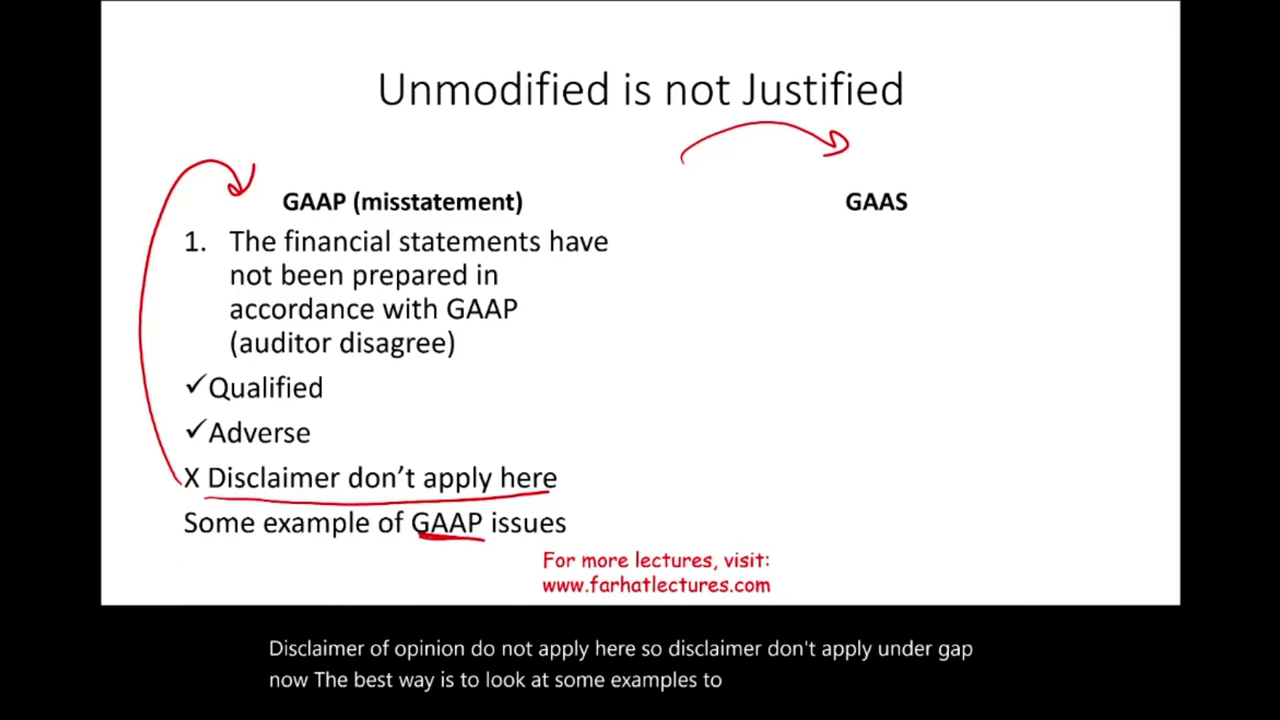 Unmodified is not Justified
GAAP (misstatement)
1. The financial statements have
not been prepared in
accordance with GAAP
(auditor disagree)
✓Qualified
✓Adverse
X Disclaimer don't apply here
Some example of GAAP issues
GAAS
For more lectures, visit:
www.farhatlectures.com
Disclaimer of opinion do not apply here so disclaimer don't apply under gap
now The best way is to look at some examples to